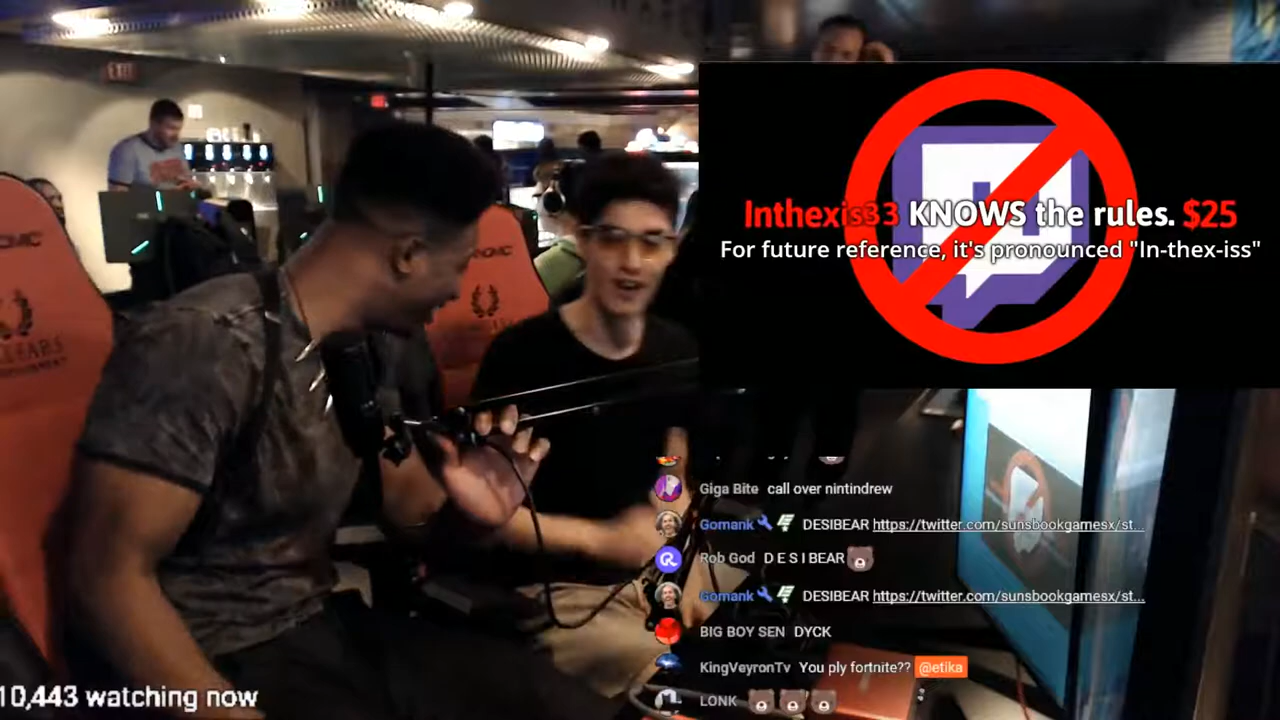 EXIT
Inthexis33 KNOWS the rules. $25
For future reference, it's pronounced "In-thex-iss"
Giga Bite call over nintindrew
Gomank DESIBEAR https://twitter.com/sunsbookgamesx/st...
Rob God D E S I BEAR
Gomank DESIBEAR https://twitter.com/sunsbookgamesx/st...
BIG BOY SEN DYCK
KingVeyronTv You ply fortnite?? @etika
LONK
10,443 watching now